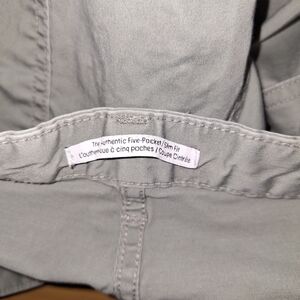 The Authentic Five-Pocket/Slim Fit
L'authentique à cinq poches / Coupe Cintrée